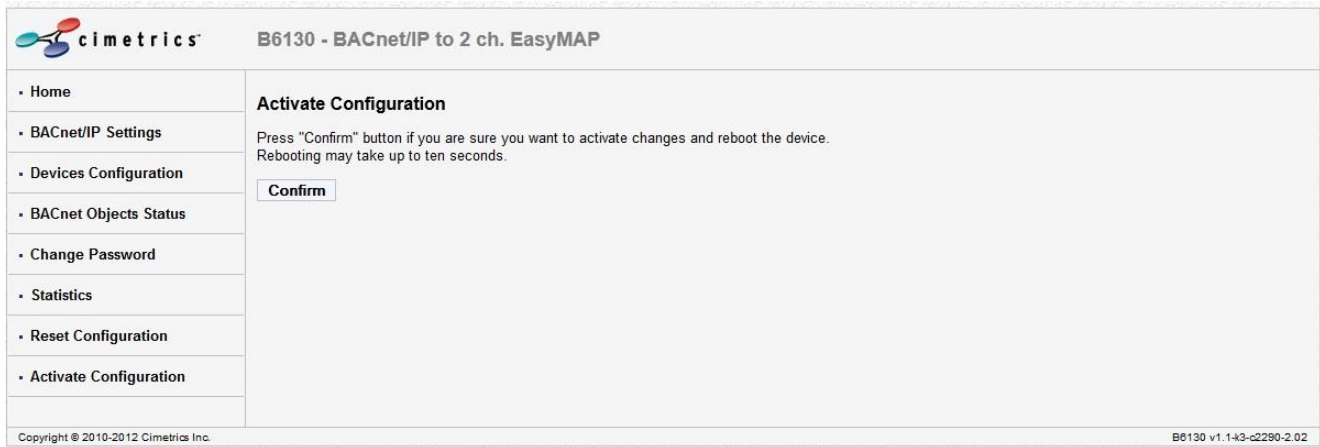 cimetrics
B6130 - BACnet/IP to 2 ch. EasyMAP
Home
BACnet/IP Settings
Devices Configuration
BACnet Objects Status
Change Password
Statistics
Reset Configuration
Activate Configuration
Activate Configuration
Press "Confirm" button if you are sure you want to activate changes and reboot the device.
Rebooting may take up to ten seconds.
Confirm
Copyright © 2010-2012 Cimetrics Inc.
B6130 v1.1-k3-c2290-2.02